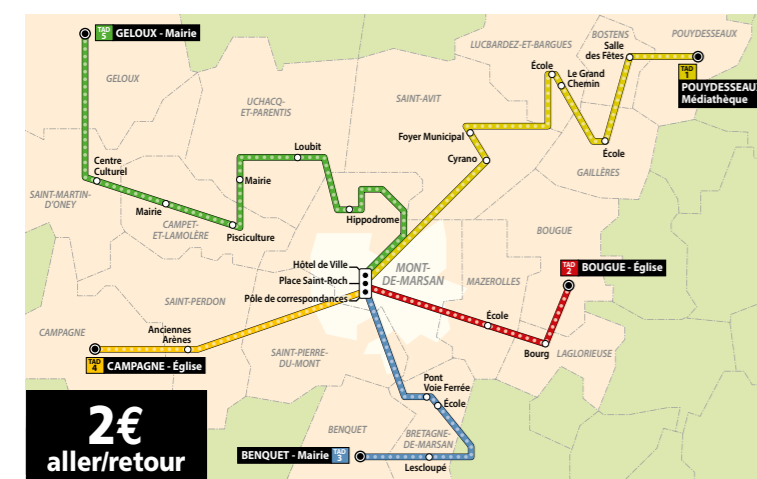 TAD
5
GELOUX - Mairie
GELOUX
UCHACQ-
ET-PARENTIS
SAINT-AVIT
LUCBARDEZ-ET-BARGUES
BOSTENS
POUYDESSEAUX
Salle
des Fêtes
TAD
1
POUYDESSEAUX
Médiathèque
École
Le Grand
Chemin
Foyer Municipal
Cyrano
École
GAILLÈRES
Loubit
Centre
Culturel
Mairie
SAINT-MARTIN-
D'ONEY
Mairie
CAMPET-
ET-LAMOLÈRE
Pisciculture
Hippodrome
BOUGUE
Hôtel de Ville
Place Saint-Roch
Pôle de correspondances
MONT-
DE-MARSAN
MAZEROLLES
TAD
2
BOUGUE - Église
SAINT-PERDON
CAMPAGNE
Anciennes
Arènes
TAD
4
CAMPAGNE - Église
SAINT-PIERRE-
DU-MONT
École
Bourg
LAGLORIEUSE
Pont
Voie Ferrée
École
BENQUET
BRETAGNE-
DE-MARSAN
BENQUET - Mairie
TAD
3
Lescloupé
2€
aller/retour